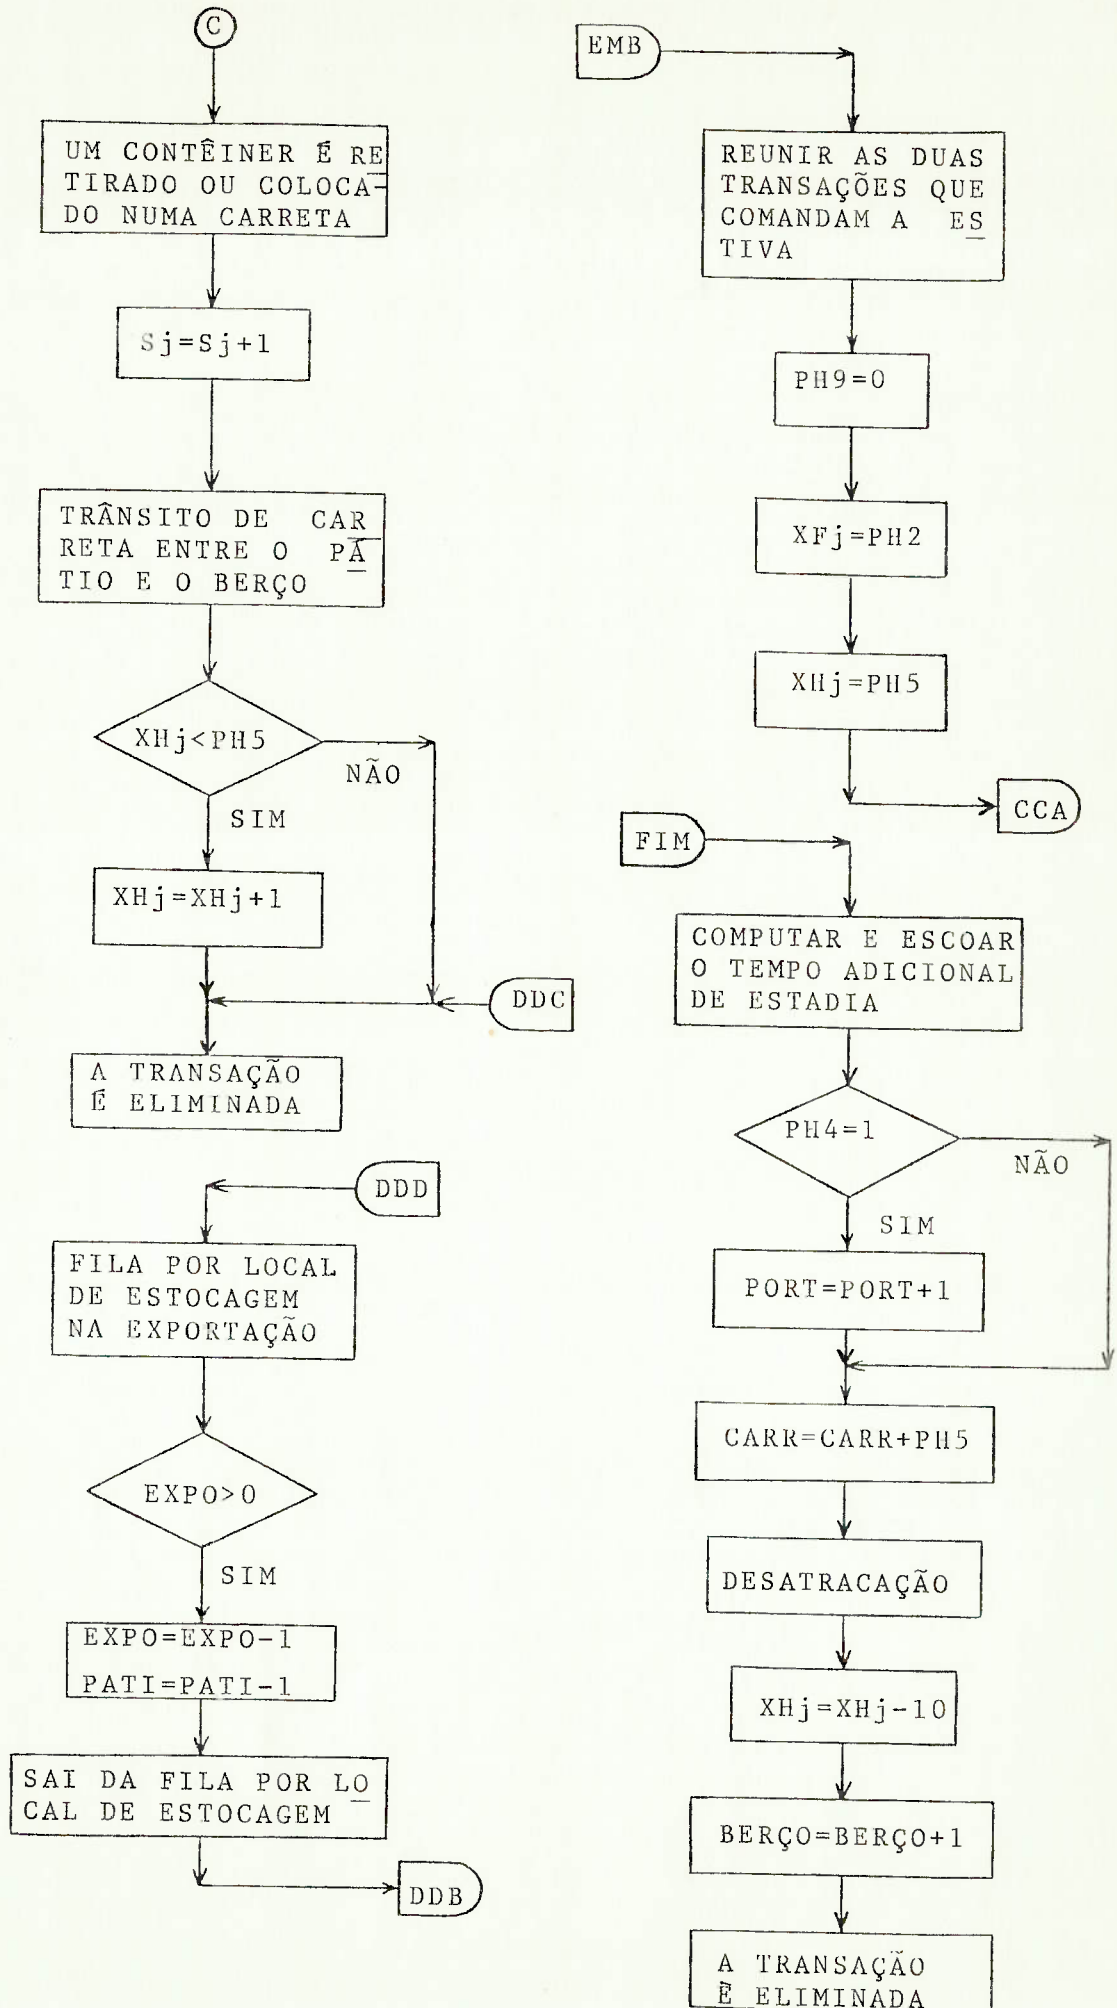 C
UM CONTÊINER É RE
TIRADO OU COLOCA-
DO NUMA CARRETA
Sj=Sj+1
TRÂNSITO DE CAR
RETA ENTRE O PÁ
TIO E O BERÇO
XHj<PH5
NÃO
SIM
XHj=XHj+1
DDC
A TRANSAÇÃO
É ELIMINADA
DDD
FILA POR LOCAL
DE ESTOCAGEM
NA EXPORTAÇÃO
EXPO>0
SIM
EXPO=EXPO-1
PATI=PATI-1
SAI DA FILA POR LO
CAL DE ESTOCAGEM
DDB
EMB
REUNIR AS DUAS
TRANSAÇÕES QUE
COMANDAM A ES
TIVA
PH9=0
XFj=PH2
XHj=PH5
CCA
FIM
COMPUTAR E ESCOAR
O TEMPO ADICIONAL
DE ESTADIA
PH4=1
NÃO
SIM
PORT=PORT+1
CARR=CARR+PH5
DESATRACAÇÃO
XHj=XHj-10
BERÇO=BERÇO+1
A TRANSAÇÃO
É ELIMINADA